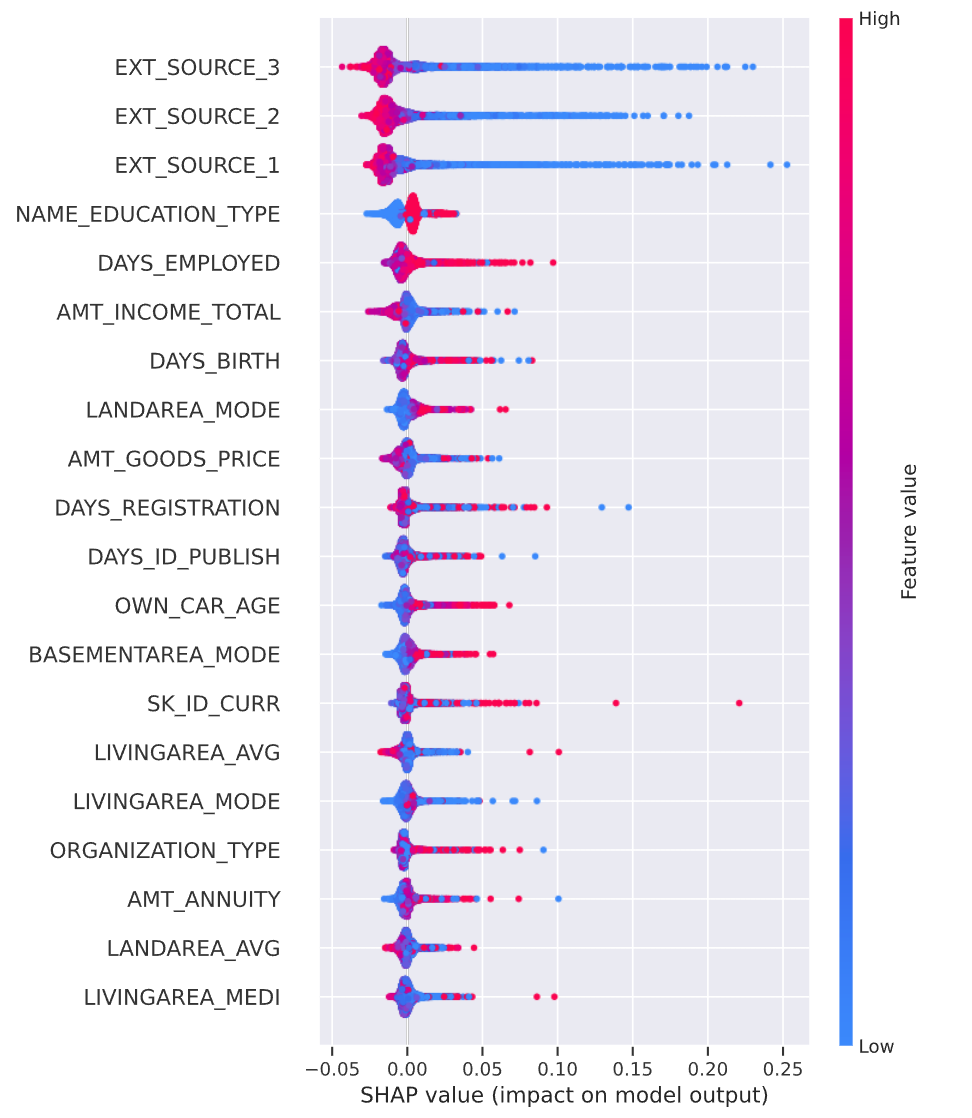 High
EXT_SOURCE_3
EXT_SOURCE_2
EXT_SOURCE_1
NAME_EDUCATION_TYPE
DAYS_EMPLOYED
AMT_INCOME_TOTAL
DAYS_BIRTH
LANDAREA_MODE
AMT_GOODS_PRICE
DAYS_REGISTRATION
DAYS_ID_PUBLISH
OWN_CAR_AGE
BASEMENTAREA_MODE
SK_ID_CURR
LIVINGAREA_AVG
LIVINGAREA_MODE
ORGANIZATION_TYPE
AMT_ANNUITY
LANDAREA_AVG
LIVINGAREA_MEDI
Feature value
Low
−0.05 0.00 0.05 0.10 0.15 0.20 0.25
SHAP value (impact on model output)